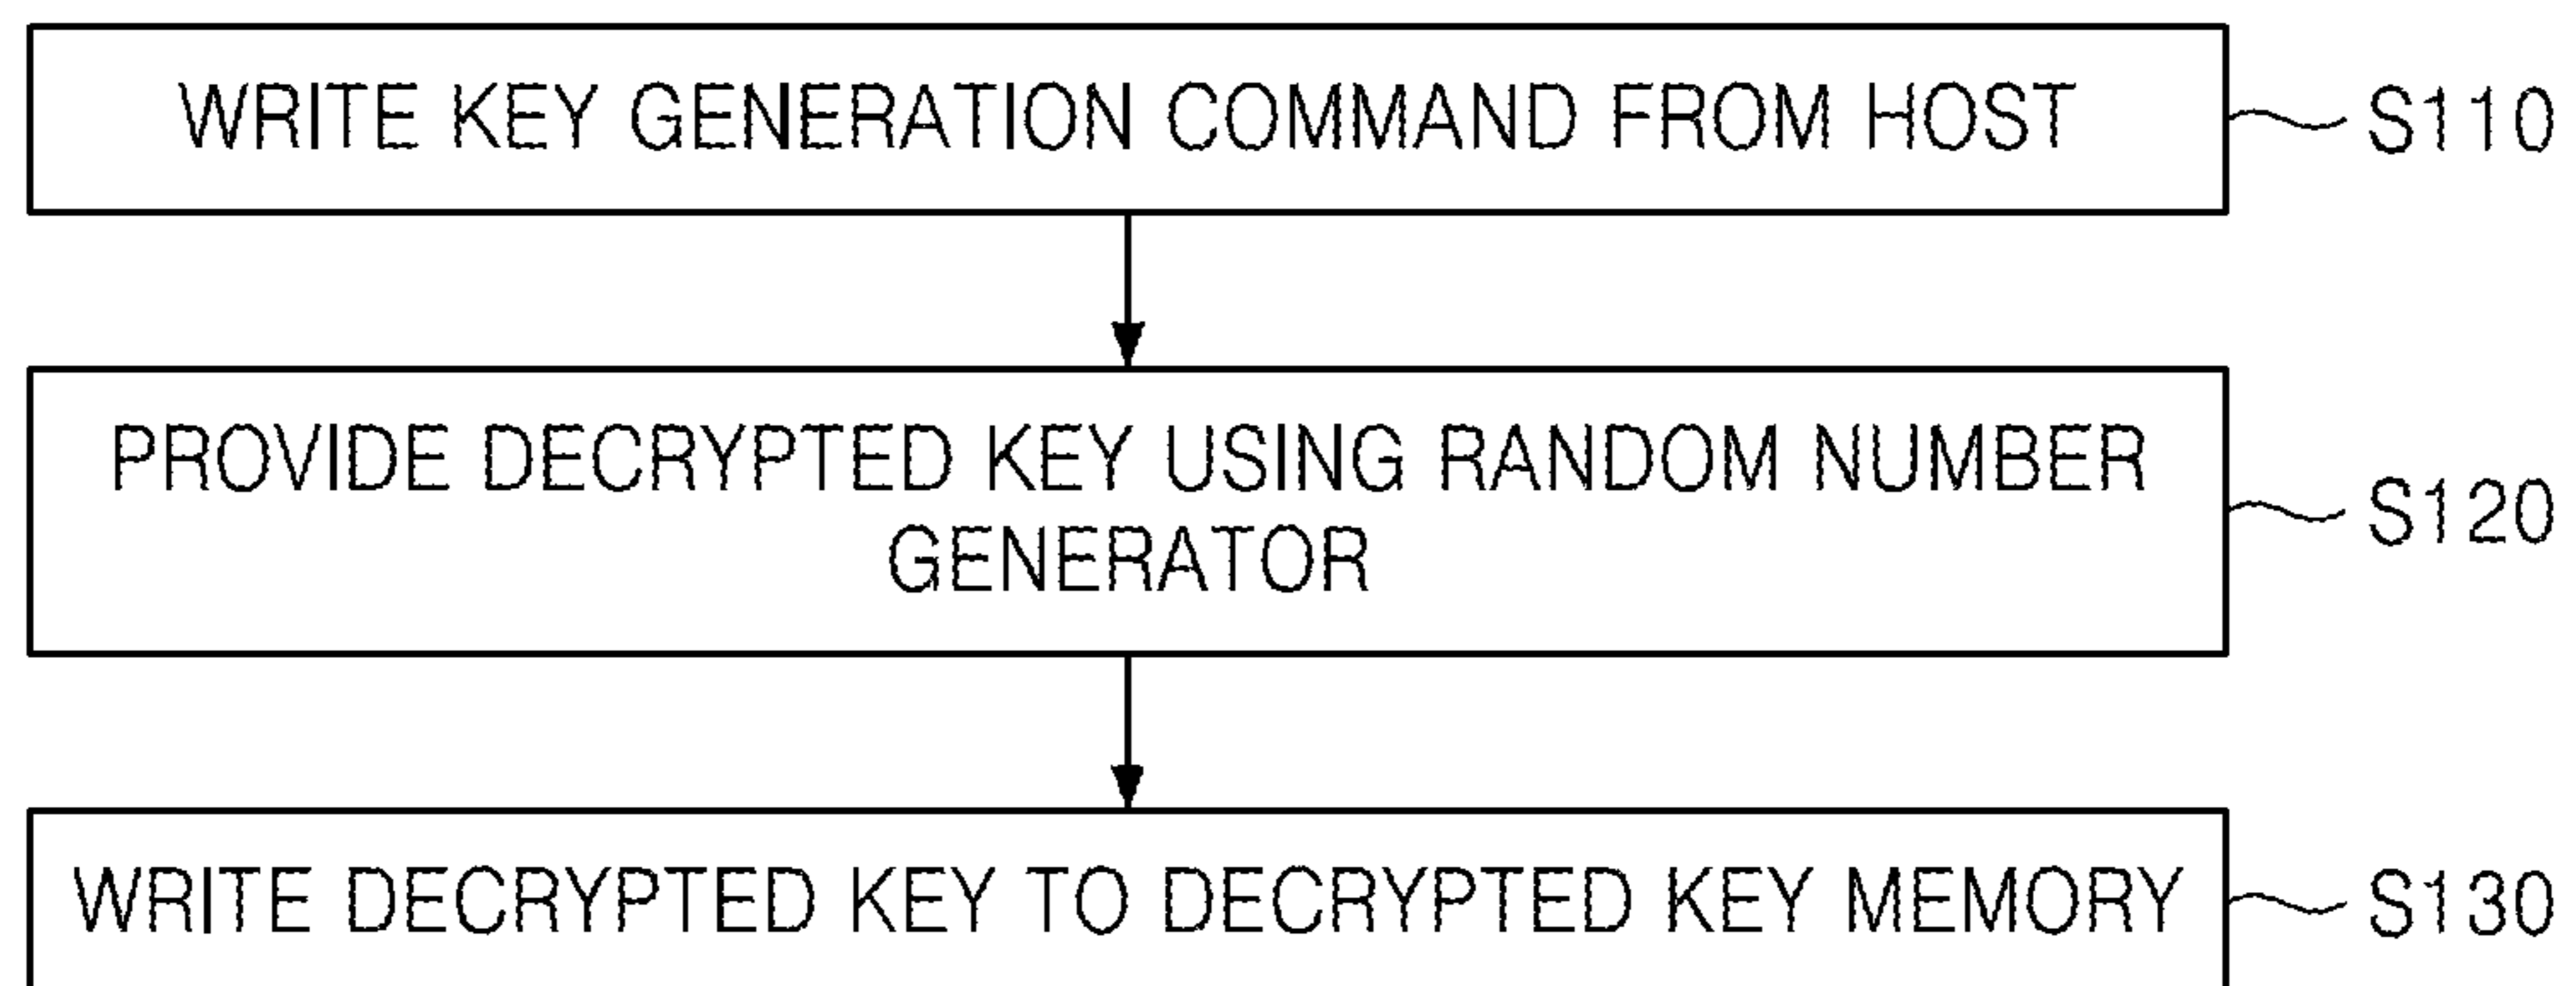 WRITE KEY GENERATION COMMAND FROM HOST
S110
PROVIDE DECRYPTED KEY USING RANDOM NUMBER
GENERATOR
S120
WRITE DECRYPTED KEY TO DECRYPTED KEY MEMORY
S130